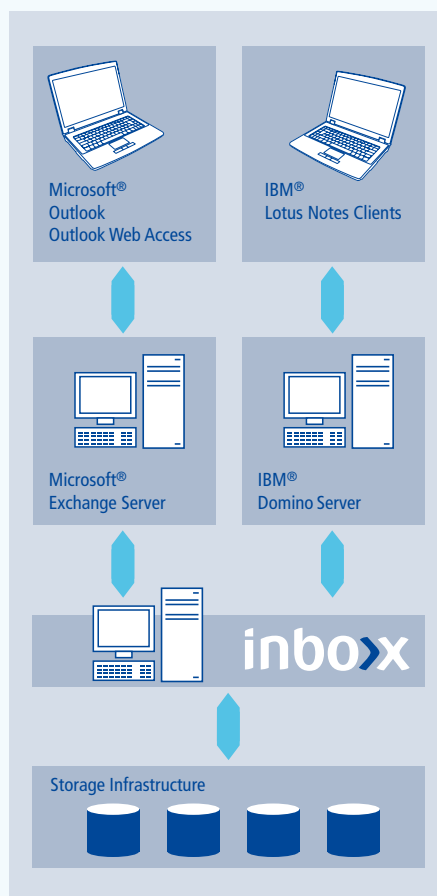 Microsoft®
Outlook
Outlook Web Access
IBM®
Lotus Notes Clients
Microsoft®
Exchange Server
IBM®
Domino Server
inboxx
Storage Infrastructure